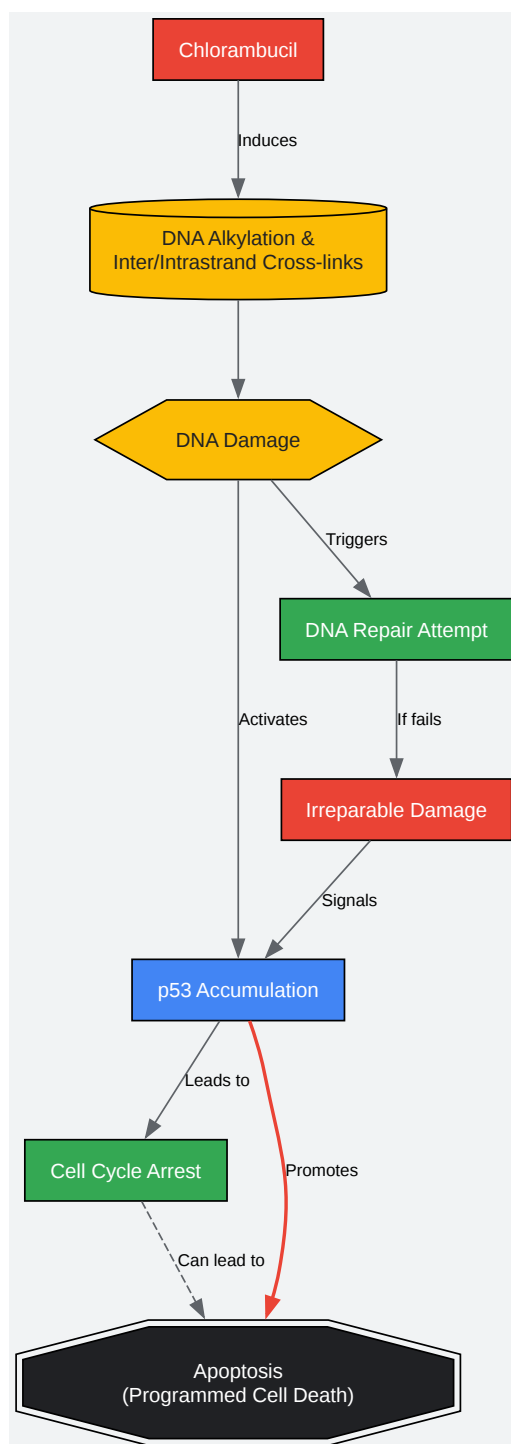 Chlorambucil
Induces
DNA Alkylation &
Inter/Intrastrand Cross-links
DNA Damage
Triggers
DNA Repair Attempt
Activates
If fails
Irreparable Damage
Signals
p53 Accumulation
Leads to
Cell Cycle Arrest
Promotes
Can lead to
Apoptosis
(Programmed Cell Death)